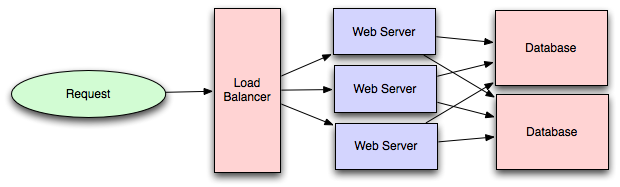 Request
Load
Balancer
Web Server
Web Server
Web Server
Database
Database